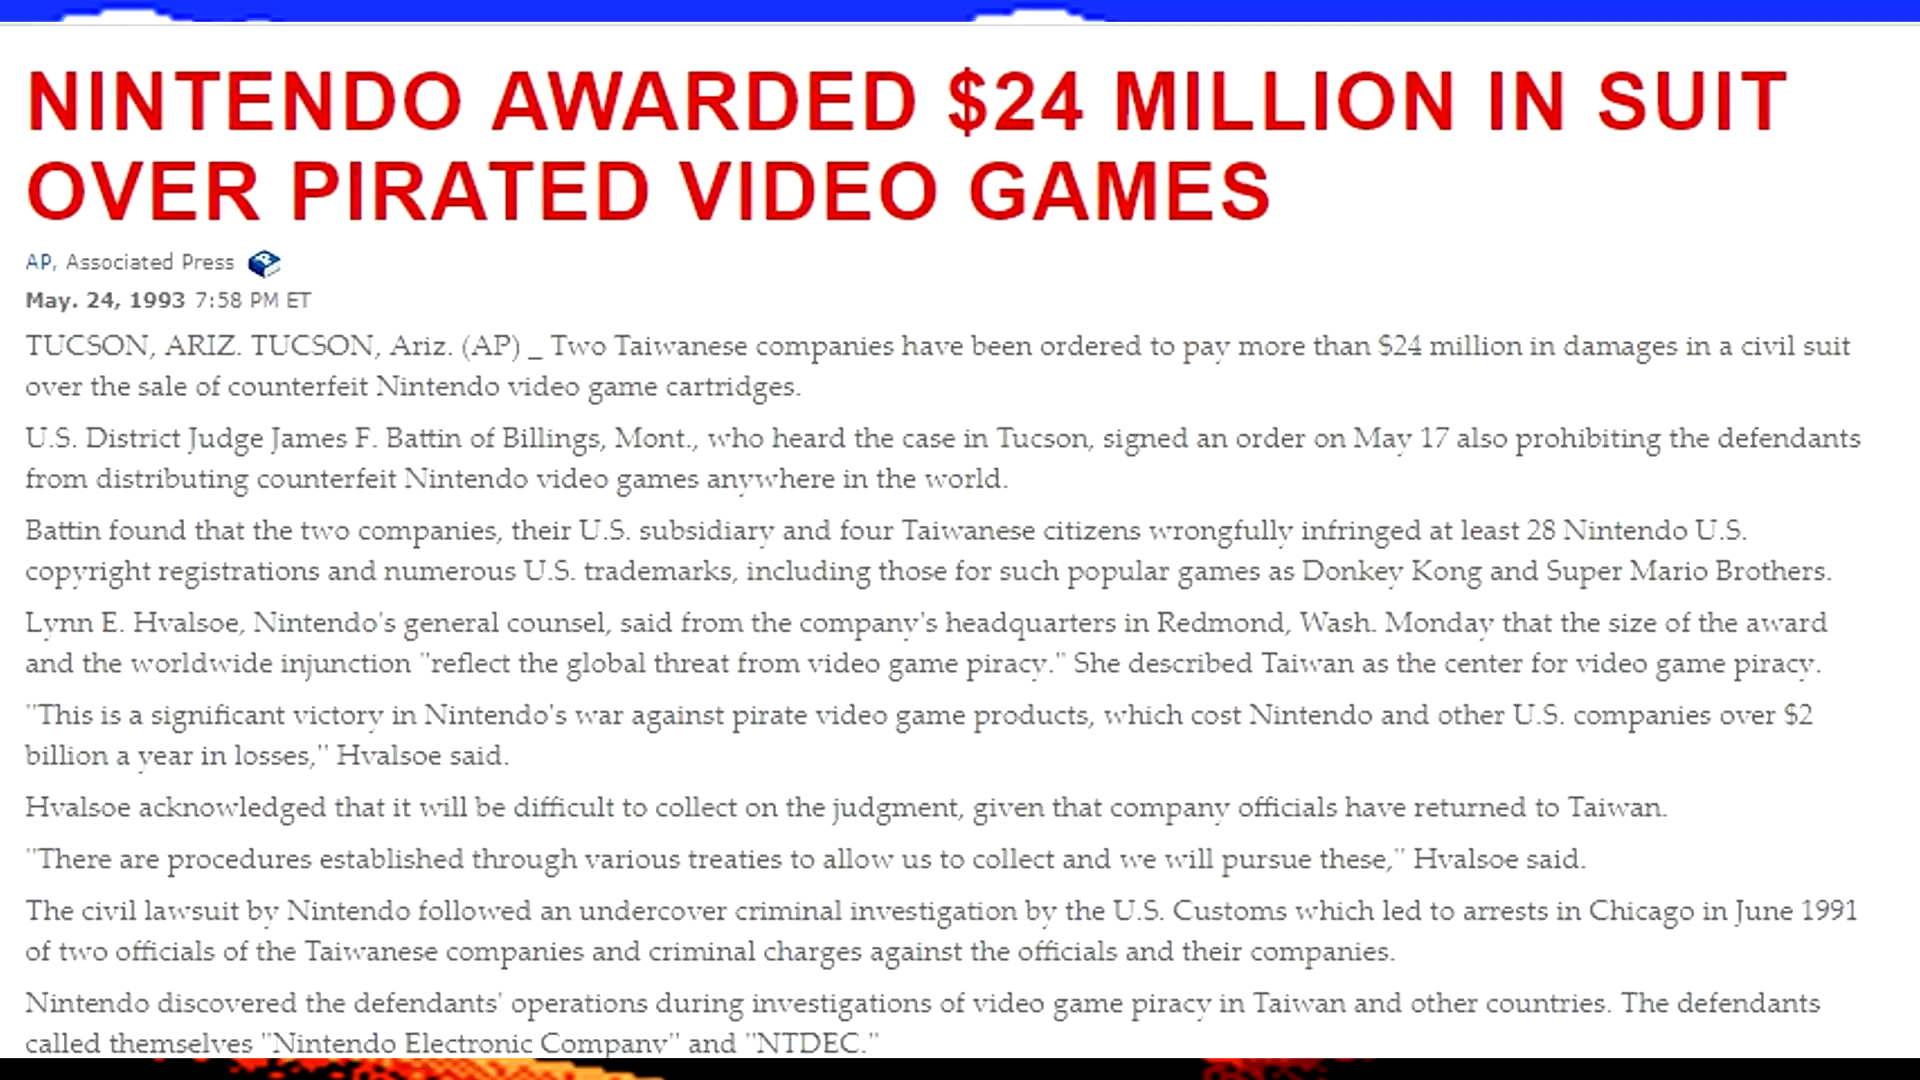 NINTENDO AWARDED $24 MILLION IN SUIT
OVER PIRATED VIDEO GAMES
AP, Associated Press
May. 24, 1993 7:58 PM ET
TUCSON, ARIZ. TUCSON, Ariz. (AP) _ Two Taiwanese companies have been ordered to pay more than $24 million in damages in a civil suit
over the sale of counterfeit Nintendo video game cartridges.
U.S. District Judge James F. Battin of Billings, Mont., who heard the case in Tucson, signed an order on May 17 also prohibiting the defendants
from distributing counterfeit Nintendo video games anywhere in the world.
Battin found that the two companies, their U.S. subsidiary and four Taiwanese citizens wrongfully infringed at least 28 Nintendo U.S.
copyright registrations and numerous U.S. trademarks, including those for such popular games as Donkey Kong and Super Mario Brothers.
Lynn E. Hvalsoe, Nintendo's general counsel, said from the company's headquarters in Redmond, Wash. Monday that the size of the award
and the worldwide injunction "reflect the global threat from video game piracy." She described Taiwan as the center for video game piracy.
"This is a significant victory in Nintendo's war against pirate video game products, which cost Nintendo and other U.S. companies over $2
billion a year in losses," Hvalsoe said.
Hvalsoe acknowledged that it will be difficult to collect on the judgment, given that company officials have returned to Taiwan.
"There are procedures established through various treaties to allow us to collect and we will pursue these," Hvalsoe said.
The civil lawsuit by Nintendo followed an undercover criminal investigation by the U.S. Customs which led to arrests in Chicago in June 1991
of two officials of the Taiwanese companies and criminal charges against the officials and their companies.
Nintendo discovered the defendants' operations during investigations of video game piracy in Taiwan and other countries. The defendants
called themselves "Nintendo Electronic Company" and "NTDEC."